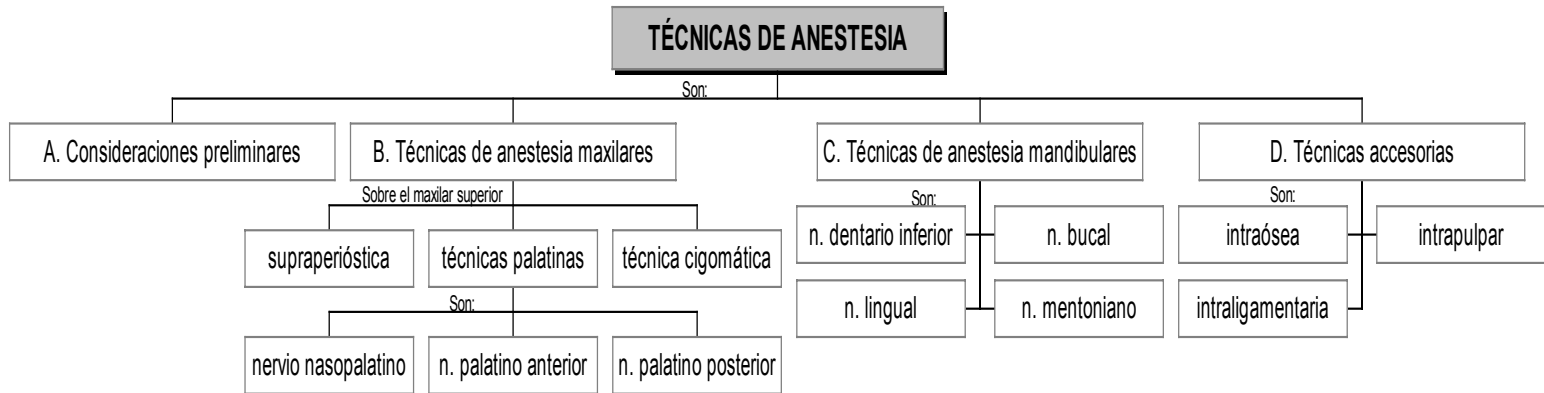 TÉCNICAS DE ANESTESIA
Son:
A. Consideraciones preliminares
B. Técnicas de anestesia maxilares
C. Técnicas de anestesia mandibulares
D. Técnicas accesorias
Sobre el maxilar superior
Son:
Son:
supraperióstica
técnicas palatinas
técnica cigomática
n. dentario inferior
n. bucal
intraósea
intrapulpar
Son:
n. lingual
n. mentoniano
intraligamentaria
nervio nasopalatino
n. palatino anterior
n. palatino posterior